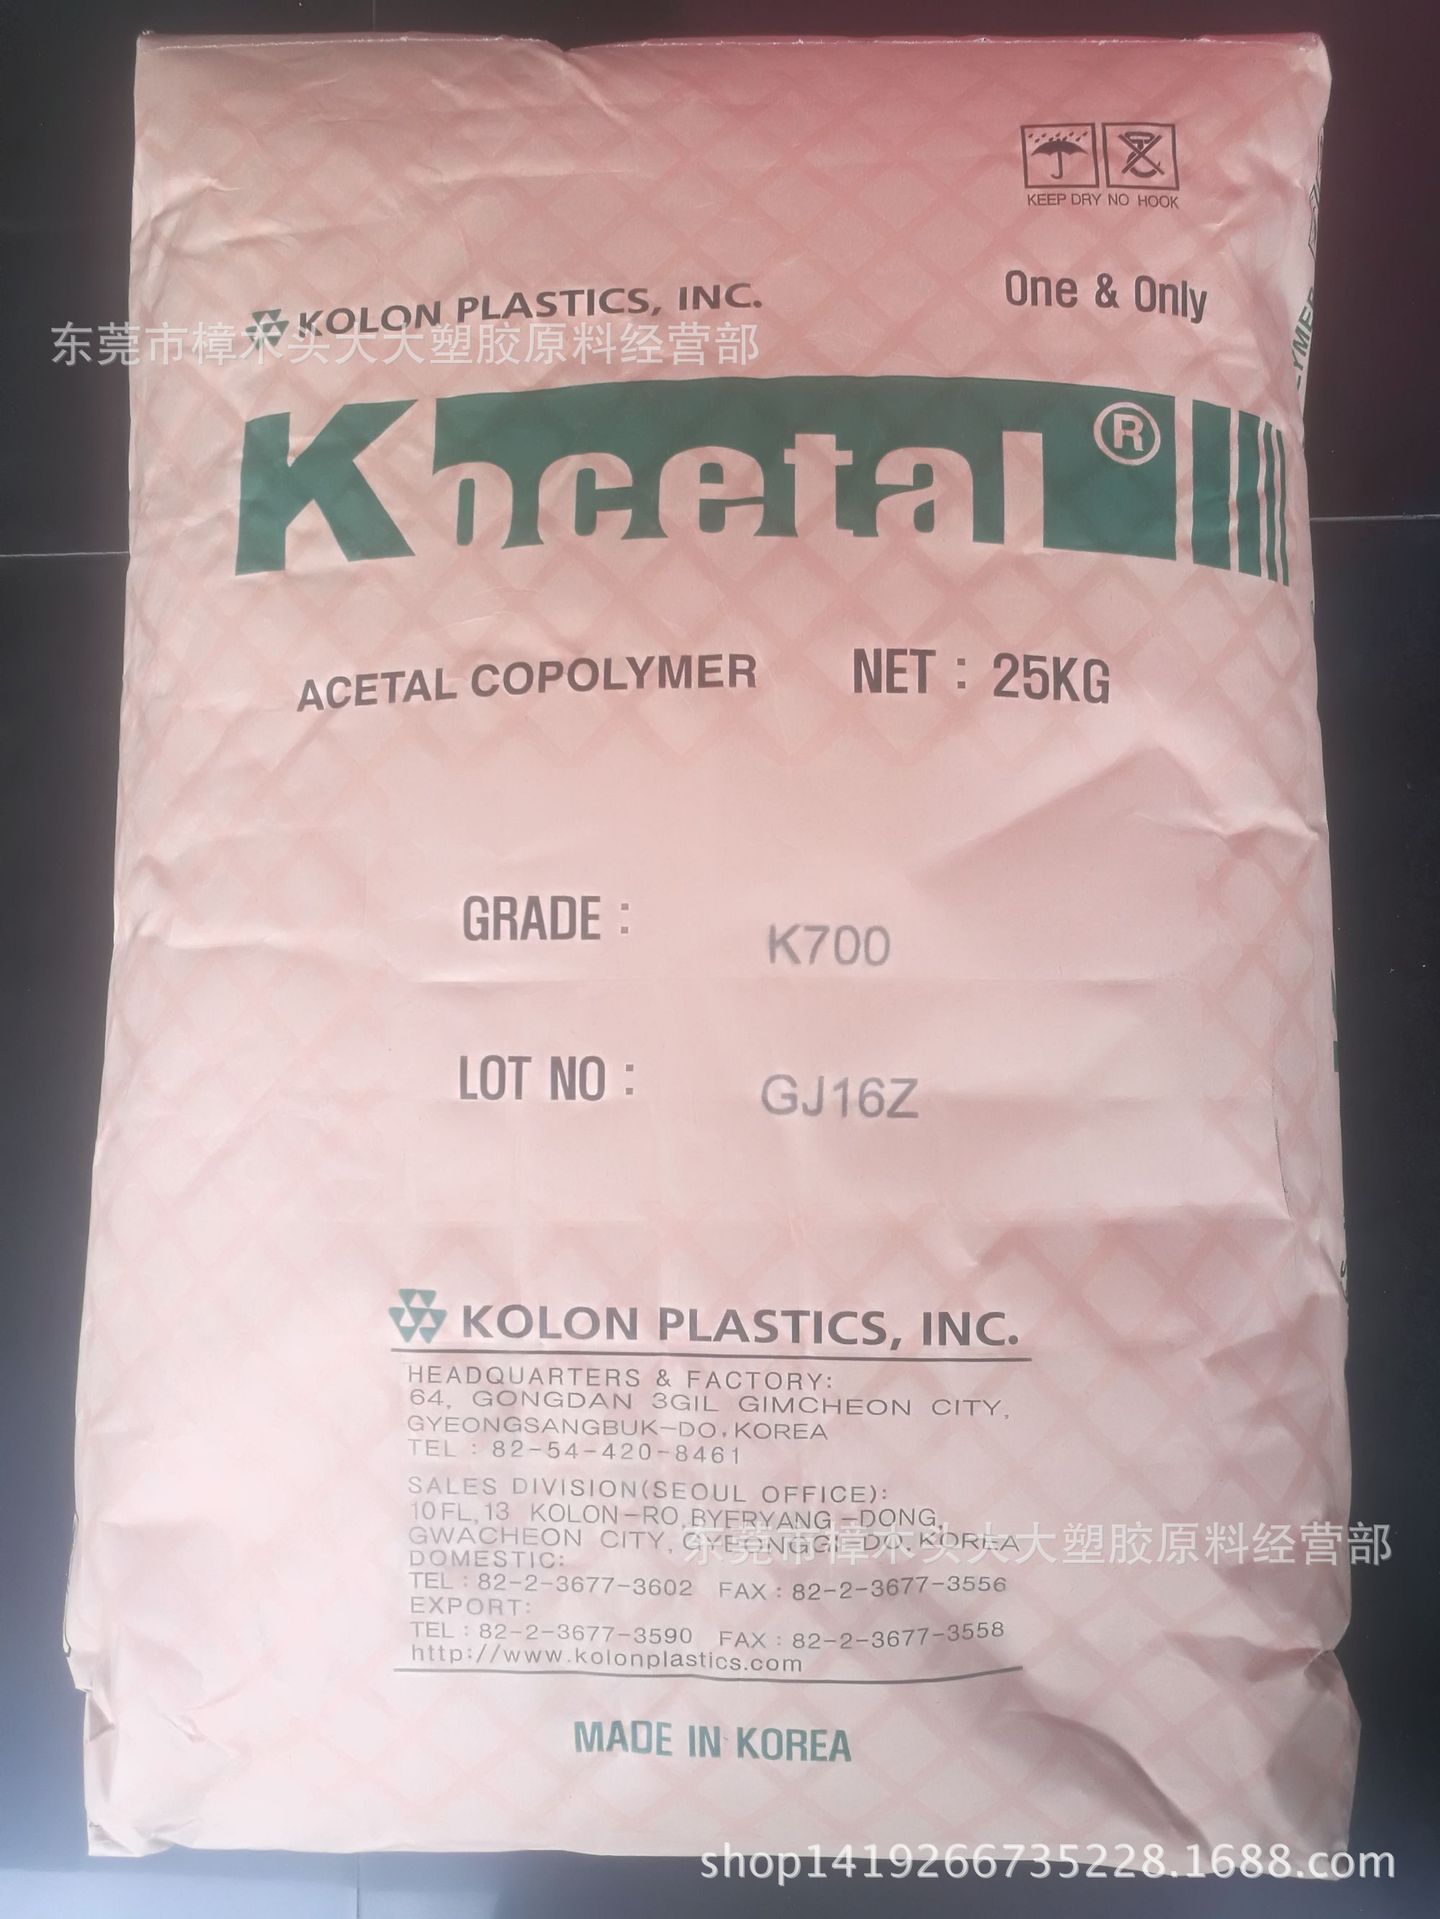 KEEP DRY NO HOOK
One & Only
KOLON PLASTICS, INC.
东莞市樟木头大大塑胶原料经营部
Kocetal®
ACETAL COPOLYMER NET : 25KG
GRADE : K700
LOT NO : GJ16Z
KOLON PLASTICS, INC.
HEADQUARTERS & FACTORY:
64, GONGDAN 3GIL GIMCHEON CITY,
GYEONGSANGBUK-DO, KOREA
TEL : 82-54-420-8461
SALES DIVISION(SEOUL OFFICE):
10FL, 13 KOLON-RO, BYERYANG-DONG,
GWACHEON CITY, GYEONGGI-DO, KOREA
东莞市樟木头大大塑胶原料经营部
DOMESTIC:
TEL : 82-2-3677-3602 FAX : 82-2-3677-3556
EXPORT:
TEL : 82-2-3677-3590 FAX : 82-2-3677-3558
http://www.kolonplastics.com
MADE IN KOREA
shop1419266735228.1688.com